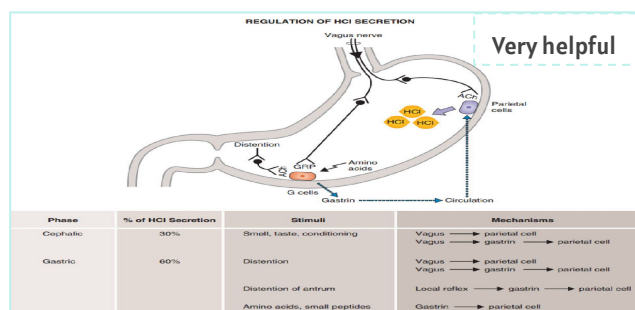 REGULATION OF HCl SECRETION
Vagus nerve
Very helpful
ACh
Parietal
cells
HCl
HCl HCl
Distention
ACh
GRP
Amino
acids
G cells
Gastrin
Circulation
Phase % of HCl Secretion Stimuli Mechanisms
Cephalic 30% Smell, taste, conditioning Vagus → parietal cell
Vagus → gastrin → parietal cell
Gastric 60% Distention Vagus → parietal cell
Vagus → gastrin → parietal cell
Distention of antrum Local reflex → gastrin → parietal cell
Amino acids, small peptides Gastrin → parietal cell